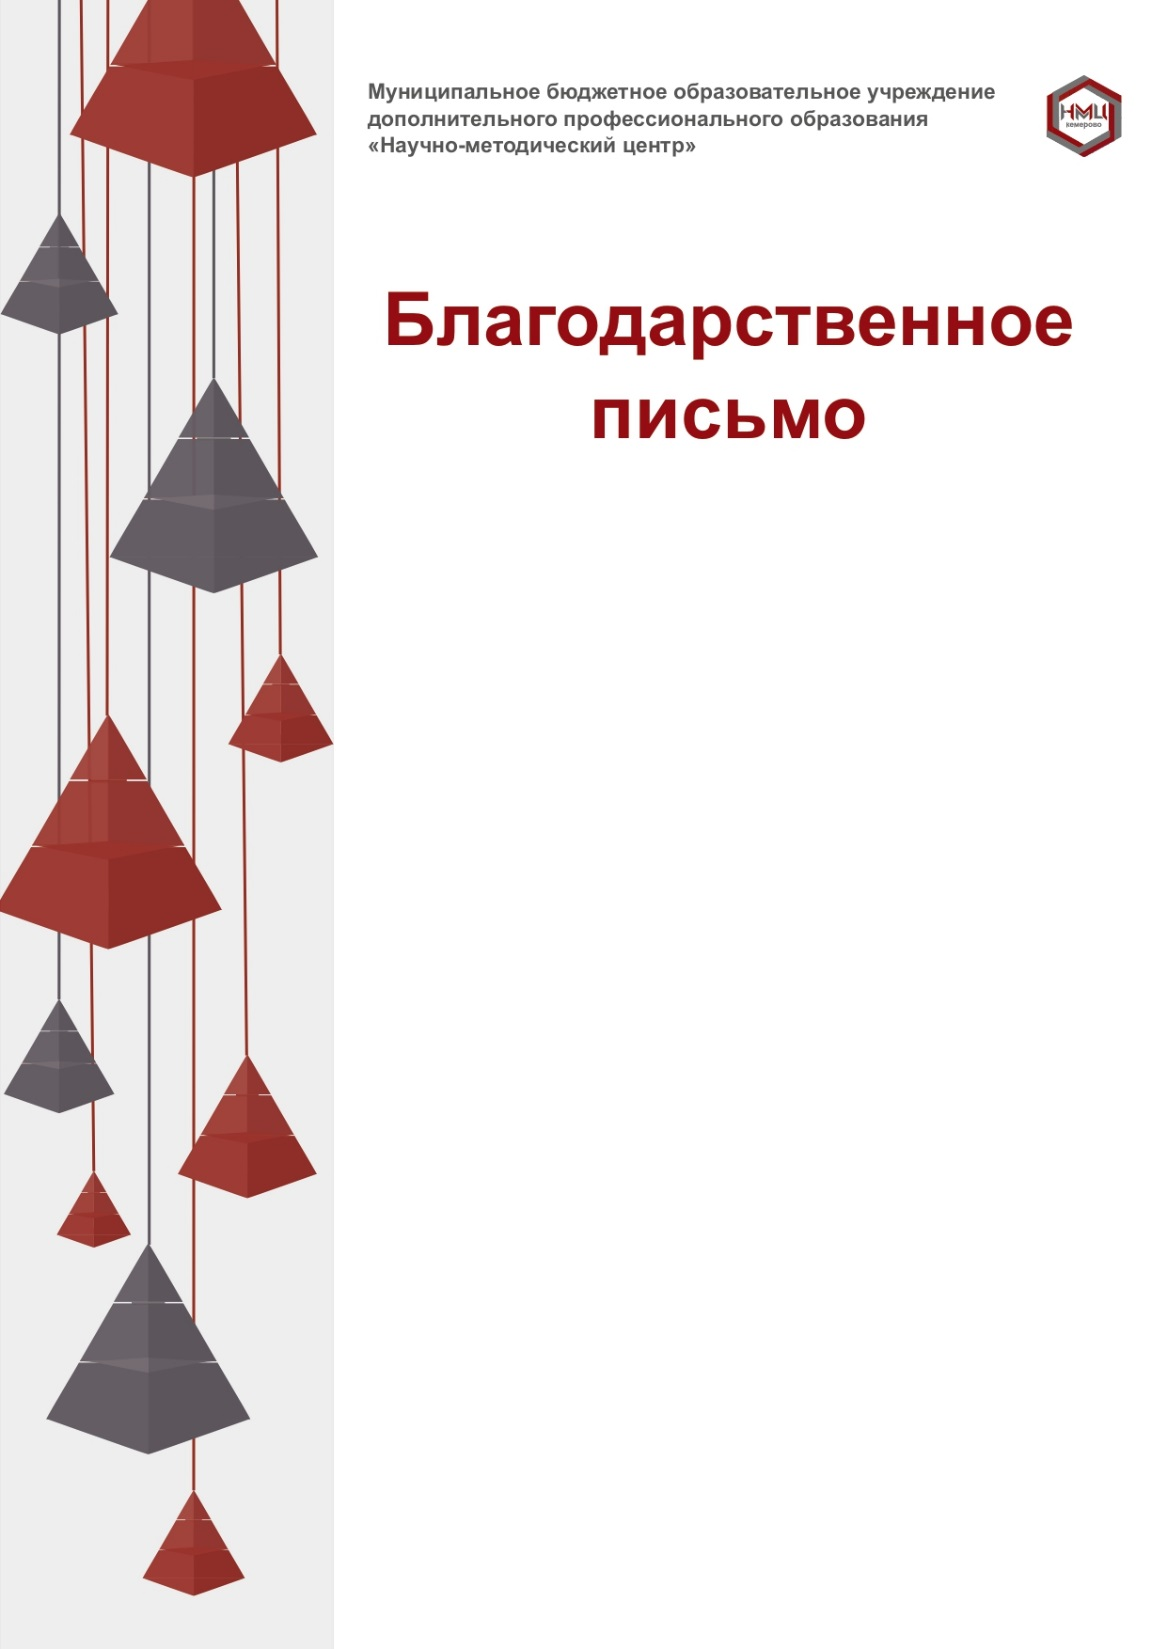 Муниципальное бюджетное образовательное учреждение
дополнительного профессионального образования
«Научно-методический центр»
НМЦ
кемерово
Благодарственное
письмо